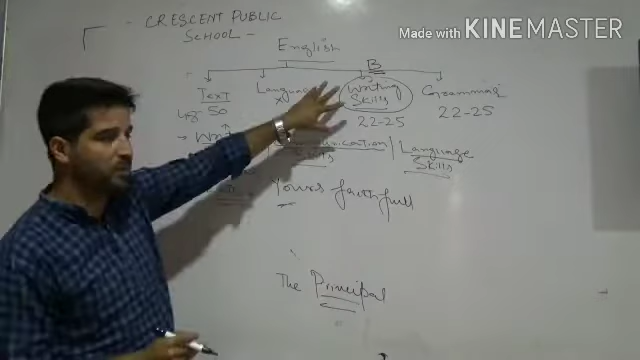 Made with KINEMASTER
- CRESCENT PUBLIC
SCHOOL -
English
B
Text Language Writing Skills Grammar
50 22-25 22-25
Communication / Language
Skills Skills
Yours faithfull
The Principal